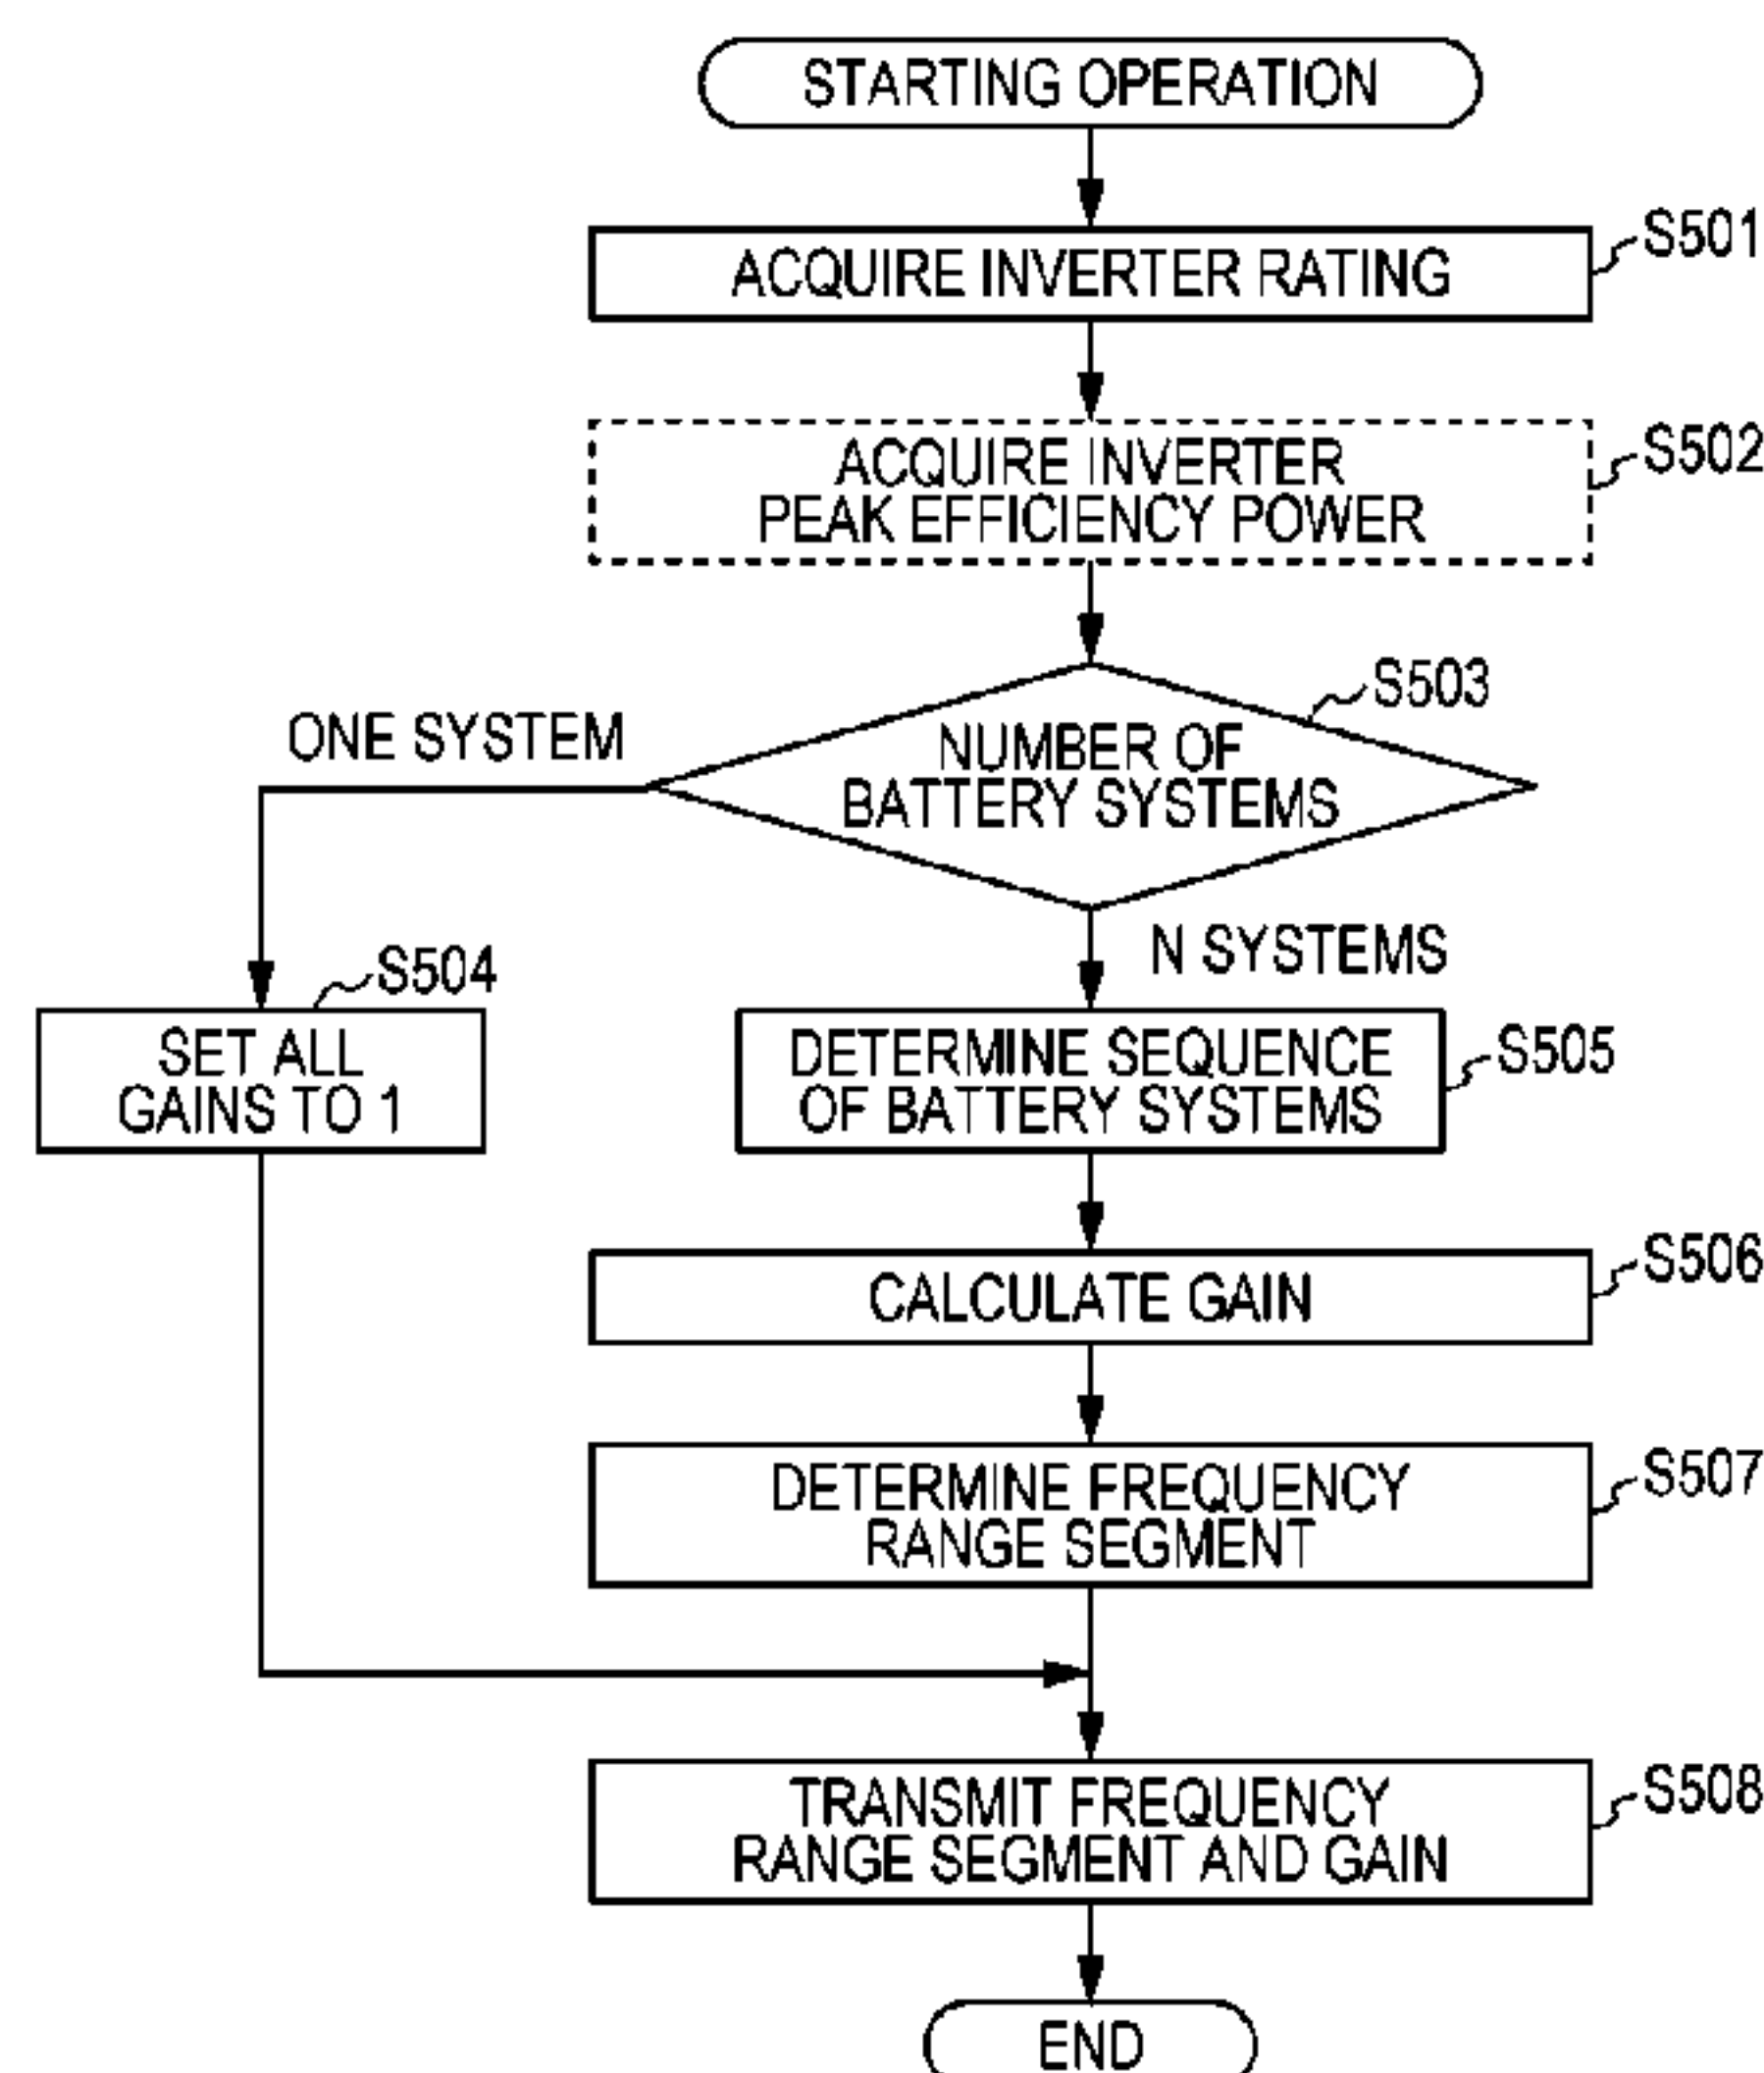 STARTING OPERATION
ACQUIRE INVERTER RATING
S501
ACQUIRE INVERTER
PEAK EFFICIENCY POWER
S502
S503
NUMBER OF
BATTERY SYSTEMS
ONE SYSTEM
N SYSTEMS
S504
SET ALL
GAINS TO 1
DETERMINE SEQUENCE
OF BATTERY SYSTEMS
S505
CALCULATE GAIN
S506
DETERMINE FREQUENCY
RANGE SEGMENT
S507
TRANSMIT FREQUENCY
RANGE SEGMENT AND GAIN
S508
END